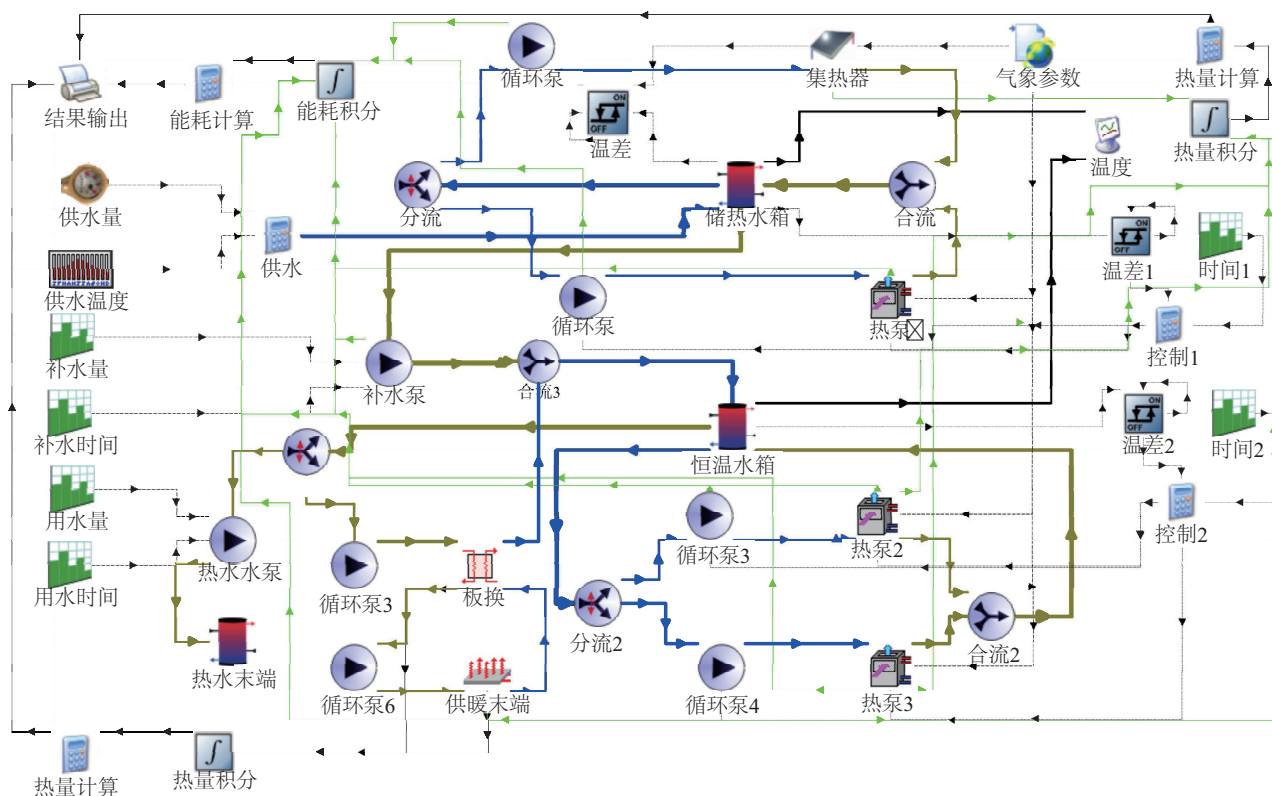 循环泵
集热器
气象参数
热量计算
结果输出
能耗计算
∫
能耗积分
ON
OFF
温差
∫
热量积分
温度
供水量
分流
储热水箱
合流
供水
ON
OFF
温差1
时间1
JFMAMJJASOND
供水温度
循环泵
热泵
控制1
补水量
补水泵
合流3
ON
OFF
温差2
时间2
补水时间
恒温水箱
用水量
循环泵3
热泵2
控制2
热水水泵
用水时间
循环泵3
板换
分流2
合流2
热水末端
循环泵6
供暖末端
循环泵4
热泵3
热量计算
∫
热量积分